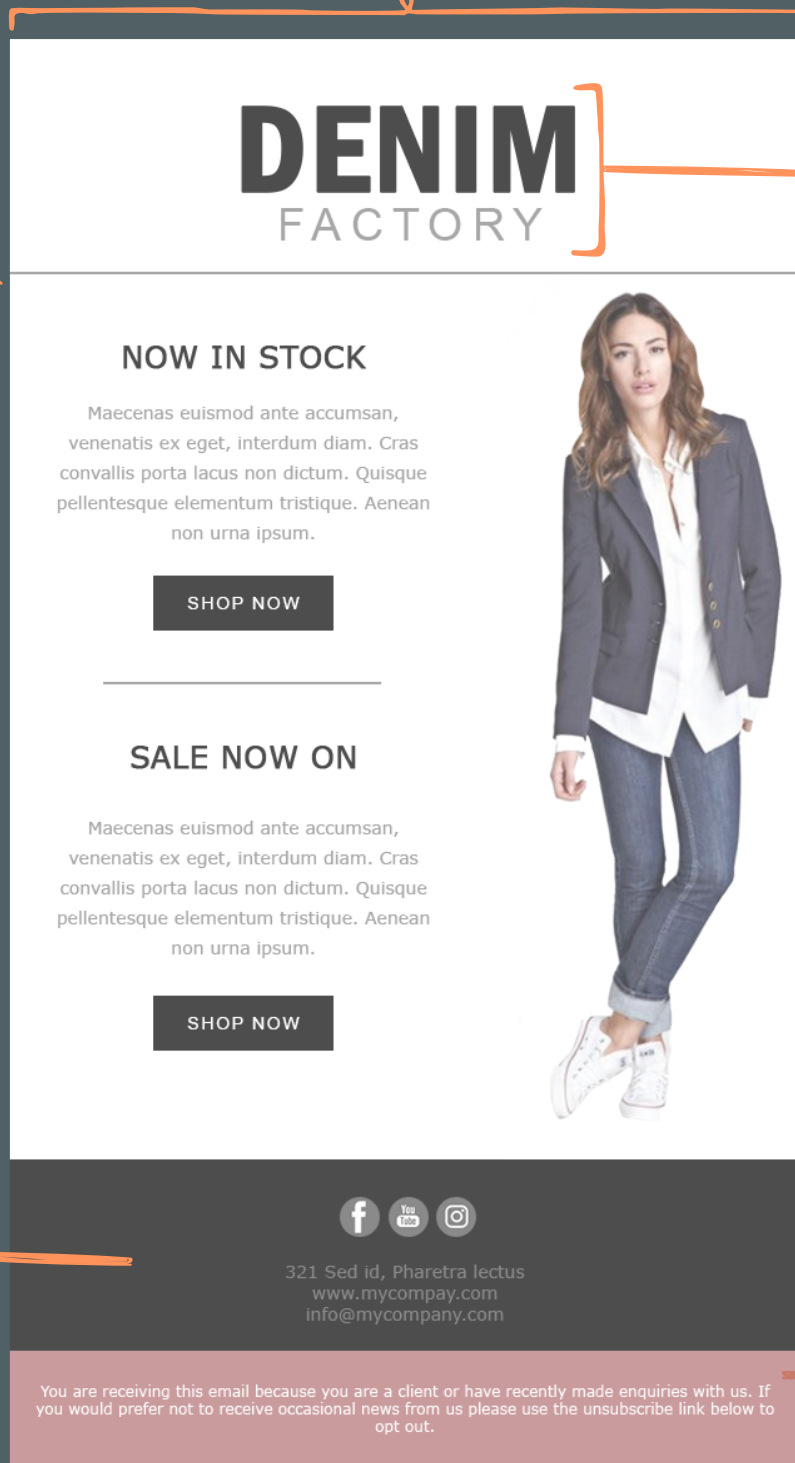 DENIM
FACTORY
NOW IN STOCK
Maecenas euismod ante accumsan,
venenatis ex eget, interdum diam. Cras
convallis porta lacus non dictum. Quisque
pellentesque elementum tristique. Aenean
non urna ipsum.
SHOP NOW
SALE NOW ON
Maecenas euismod ante accumsan,
venenatis ex eget, interdum diam. Cras
convallis porta lacus non dictum. Quisque
pellentesque elementum tristique. Aenean
non urna ipsum.
SHOP NOW
f You Tube
321 Sed id, Pharetra lectus
www.mycompay.com
info@mycompany.com
You are receiving this email because you are a client or have recently made enquiries with us. If
you would prefer not to receive occasional news from us please use the unsubscribe link below to
opt out.